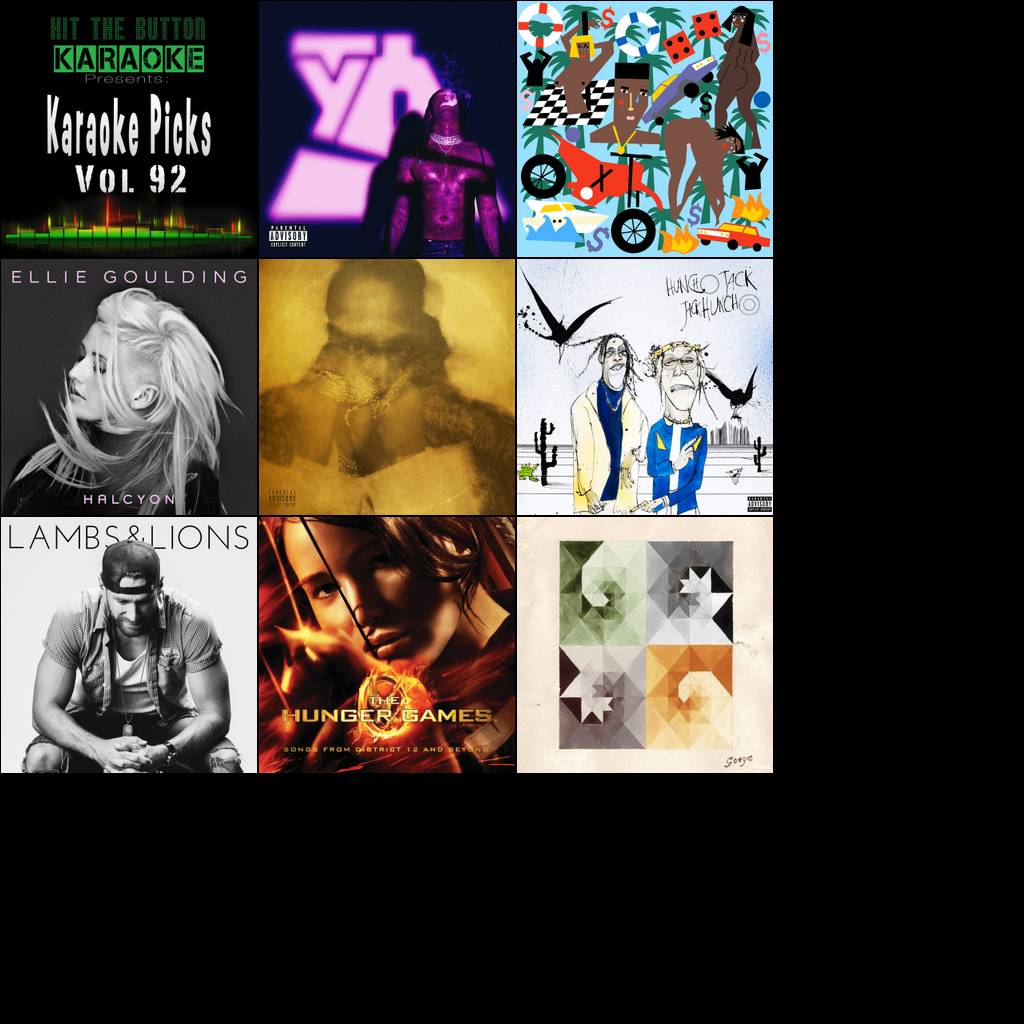 HIT THE BUTTON
KARAOKE
Presents:
Karaoke Picks
Vol. 92
PARENTAL
ADVISORY
EXPLICIT CONTENT
$
$
$
$
$
$
ELLIE GOULDING
HALCYON
PARENTAL
ADVISORY
EXPLICIT CONTENT
HUNCHO JACK
JACK HUNCHO
PARENTAL
ADVISORY
EXPLICIT CONTENT
LAMBS&LIONS
THE
HUNGER GAMES
SONGS FROM DISTRICT 12 AND BEYOND